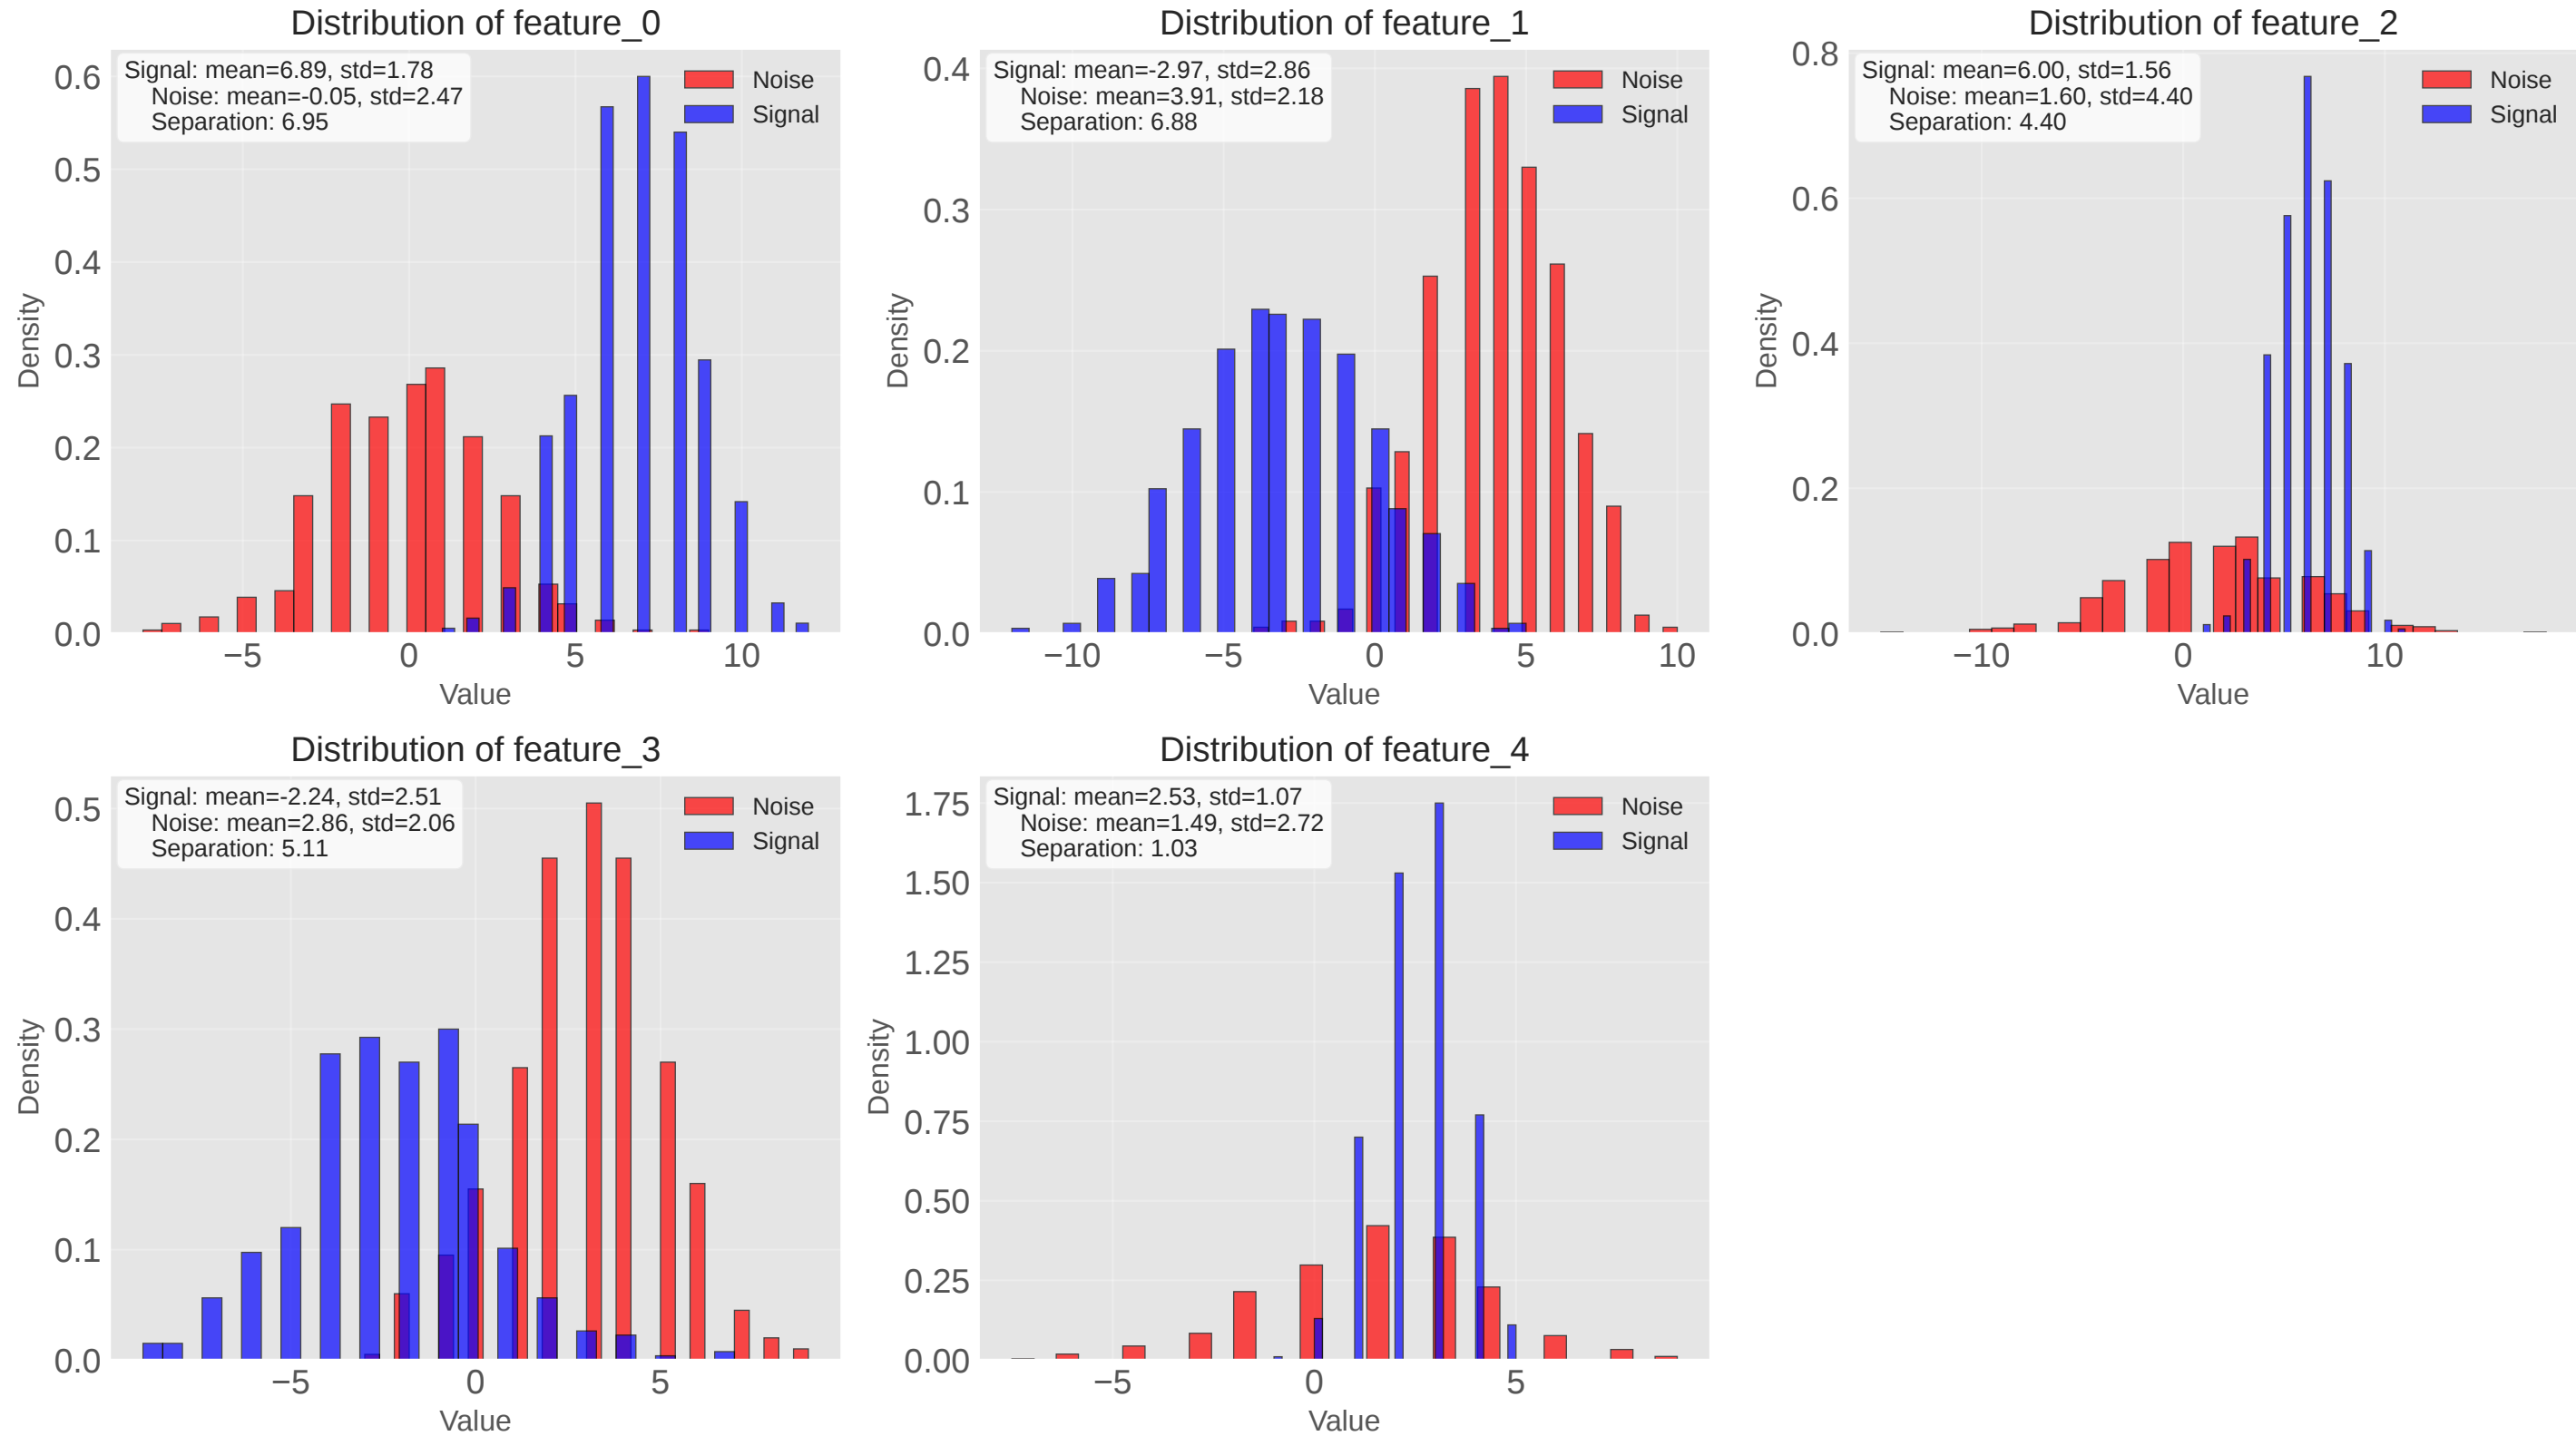 Distribution of feature_0
Signal: mean=6.89, std=1.78
Noise: mean=-0.05, std=2.47
Separation: 6.95
Noise
Signal
Density
0.6
0.5
0.4
0.3
0.2
0.1
0.0
−5 0 5 10
Value
Distribution of feature_1
Signal: mean=-2.97, std=2.86
Noise: mean=3.91, std=2.18
Separation: 6.88
Noise
Signal
Density
0.4
0.3
0.2
0.1
0.0
−10 −5 0 5 10
Value
Distribution of feature_2
Signal: mean=6.00, std=1.56
Noise: mean=1.60, std=4.40
Separation: 4.40
Noise
Signal
Density
0.8
0.6
0.4
0.2
0.0
−10 0 10
Value
Distribution of feature_3
Signal: mean=-2.24, std=2.51
Noise: mean=2.86, std=2.06
Separation: 5.11
Noise
Signal
Density
0.5
0.4
0.3
0.2
0.1
0.0
−5 0 5
Value
Distribution of feature_4
Signal: mean=2.53, std=1.07
Noise: mean=1.49, std=2.72
Separation: 1.03
Noise
Signal
Density
1.75
1.50
1.25
1.00
0.75
0.50
0.25
0.00
−5 0 5
Value